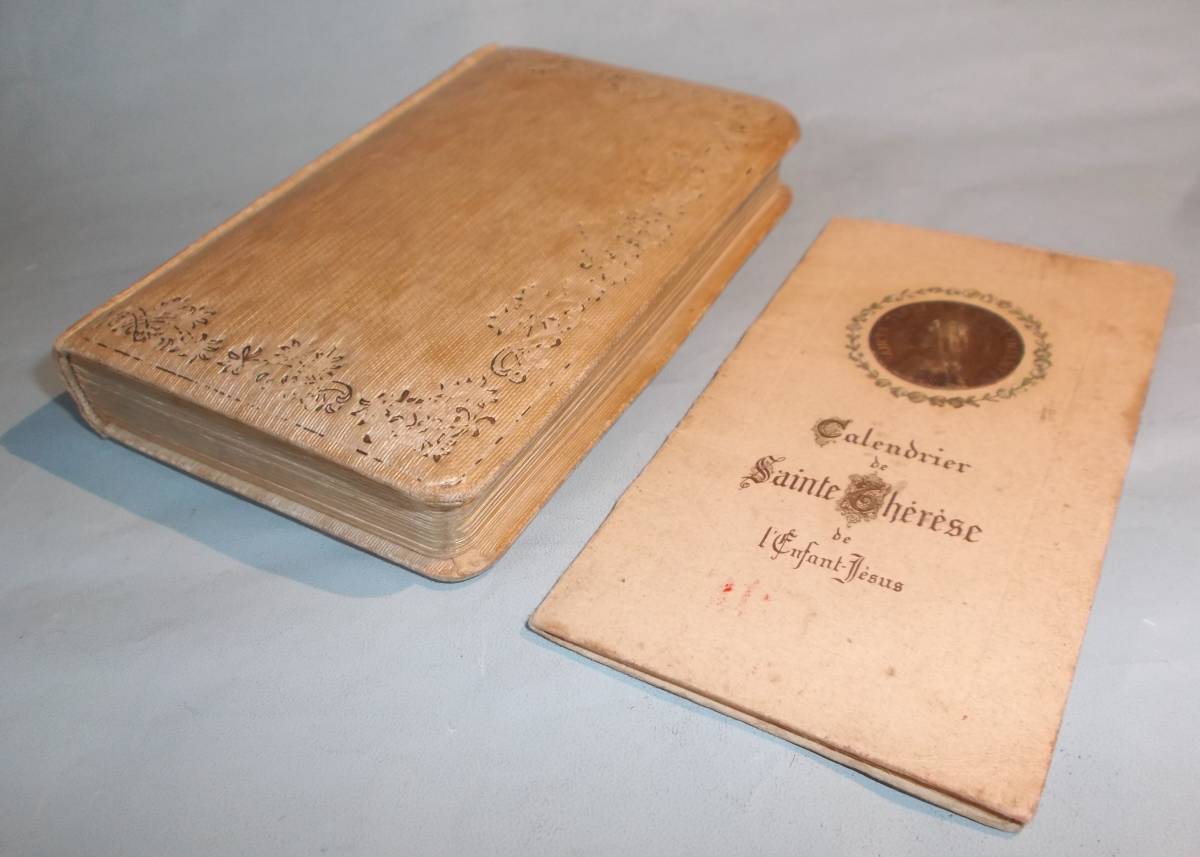 Calendrier
de
Sainte Thérèse
de
l'Enfant-Jésus